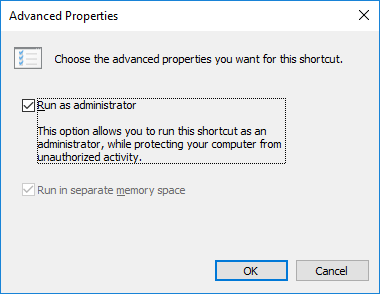 Advanced Properties
Choose the advanced properties you want for this shortcut.
Run as administrator
This option allows you to run this shortcut as an
administrator, while protecting your computer from
unauthorized activity.
Run in separate memory space
OK
Cancel